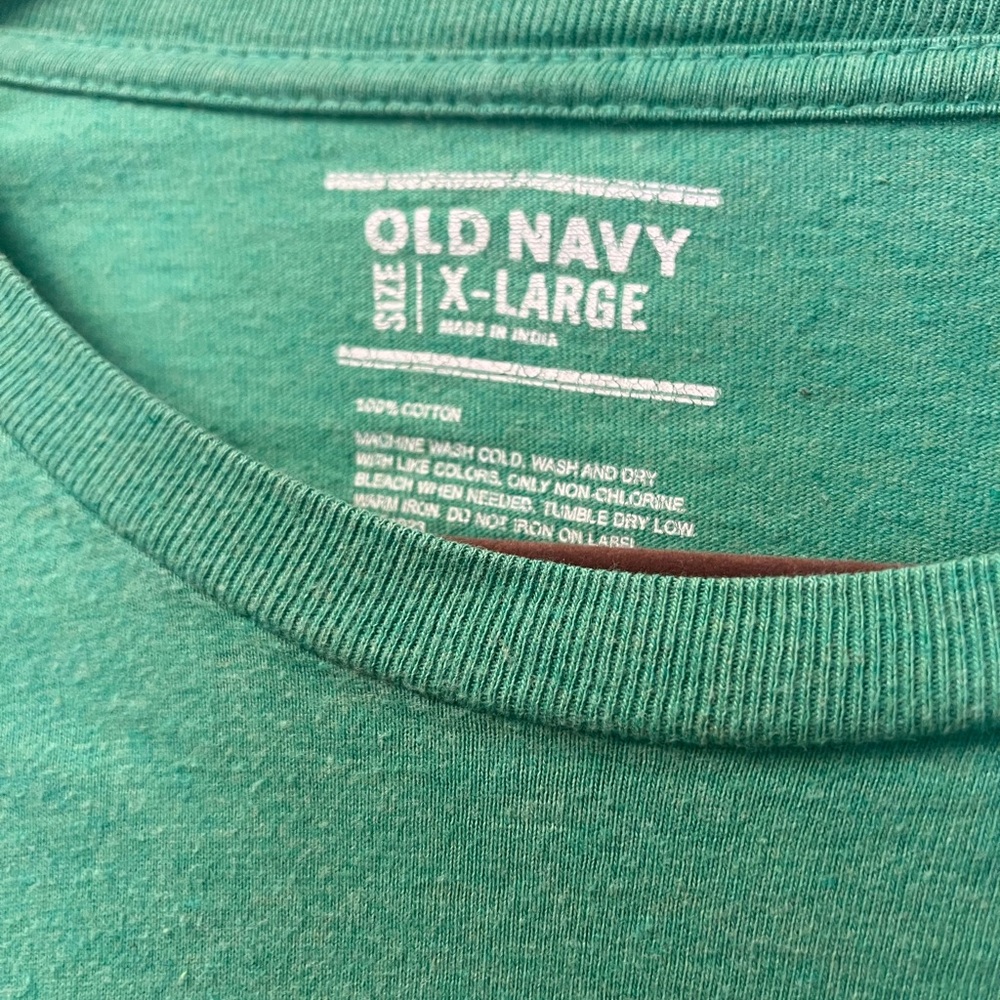 OLD NAVY
SIZE
X-LARGE
MADE IN INDIA
100% COTTON
MACHINE WASH COLD, WASH AND DRY
WITH LIKE COLORS, ONLY NON-CHLORINE
BLEACH WHEN NEEDED, TUMBLE DRY LOW
WARM IRON. DO NOT IRON ON LABEL